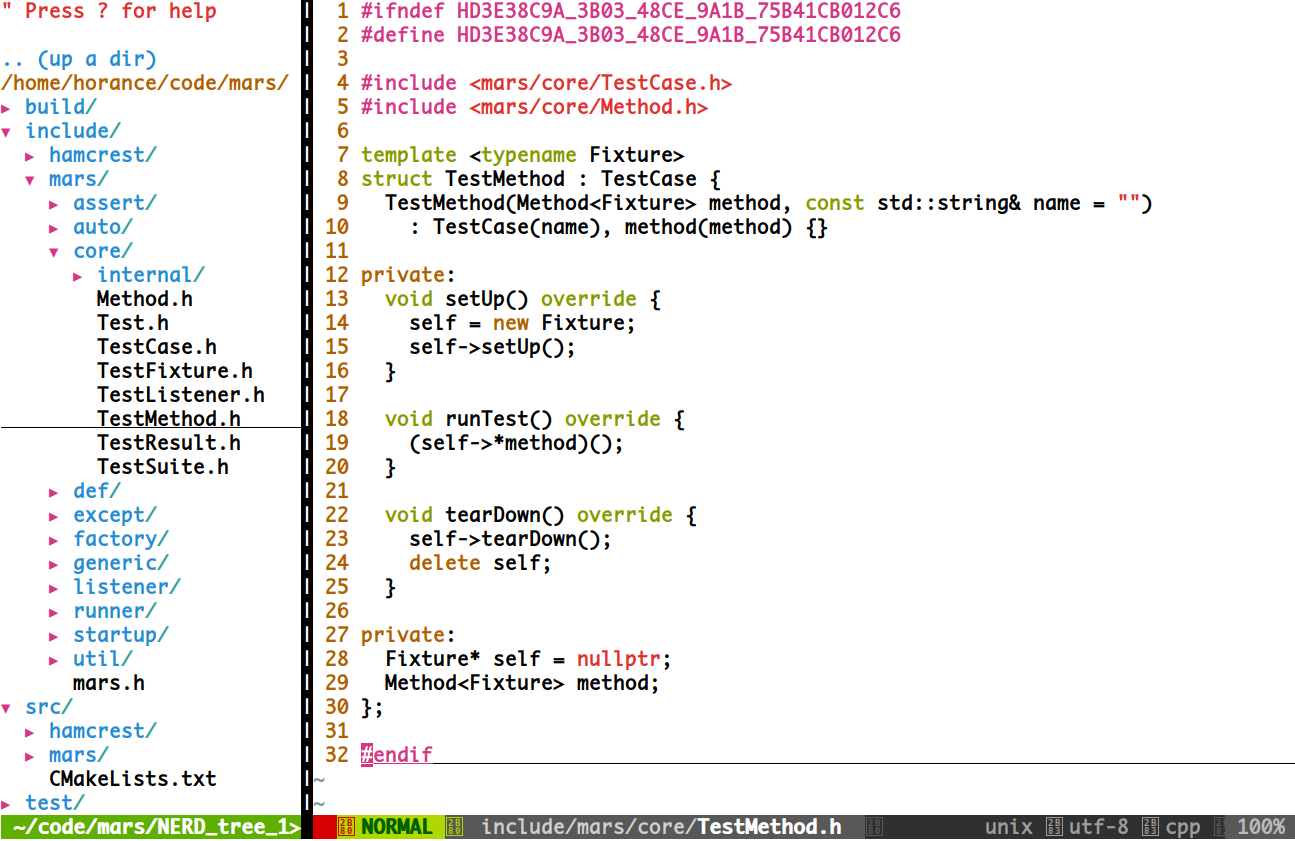 " Press ? for help
.. (up a dir)
/home/horance/code/mars/
▸ build/
▾ include/
▸ hamcrest/
▾ mars/
▸ assert/
▸ auto/
▾ core/
▸ internal/
Method.h
Test.h
TestCase.h
TestFixture.h
TestListener.h
TestMethod.h
TestResult.h
TestSuite.h
▸ def/
▸ except/
▸ factory/
▸ generic/
▸ listener/
▸ runner/
▸ startup/
▸ util/
mars.h
▾ src/
▸ hamcrest/
▸ mars/
CMakeLists.txt
▸ test/
~/code/mars/NERD_tree_1>
1 #ifndef HD3E38C9A_3B03_48CE_9A1B_75B41CB012C6
2 #define HD3E38C9A_3B03_48CE_9A1B_75B41CB012C6
3
4 #include <mars/core/TestCase.h>
5 #include <mars/core/Method.h>
6
7 template <typename Fixture>
8 struct TestMethod : TestCase {
9   TestMethod(Method<Fixture> method, const std::string& name = "")
10     : TestCase(name), method(method) {}
11
12 private:
13   void setUp() override {
14     self = new Fixture;
15     self->setUp();
16   }
17
18   void runTest() override {
19     (self->*method)();
20   }
21
22   void tearDown() override {
23     self->tearDown();
24     delete self;
25   }
26
27 private:
28   Fixture* self = nullptr;
29   Method<Fixture> method;
30 };
31
32 #endif
~
~
NORMAL include/mars/core/TestMethod.h unix utf-8 cpp 100%